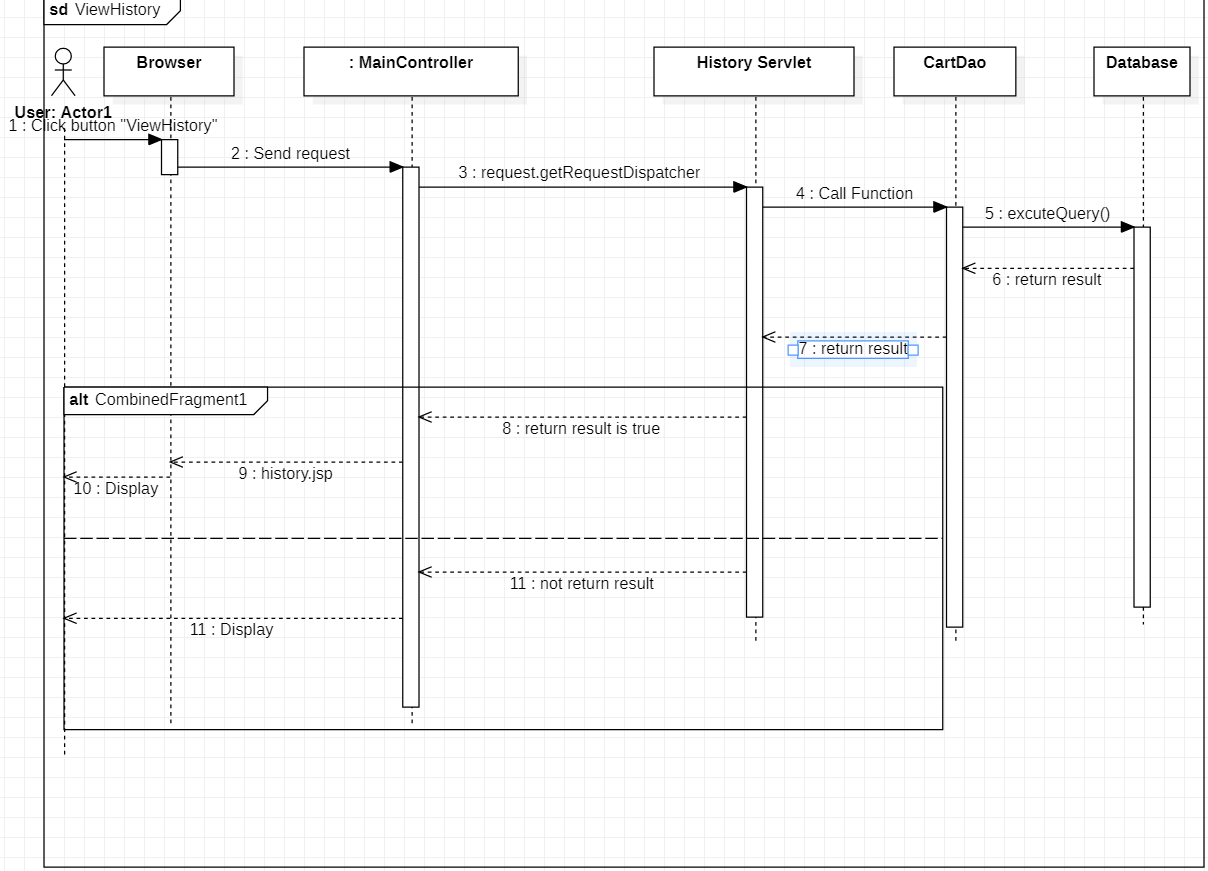 sd ViewHistory
Browser
: MainController
History Servlet
CartDao
Database
User: Actor1
1 : Click button "ViewHistory"
2 : Send request
3 : request.getRequestDispatcher
4 : Call Function
5 : excuteQuery()
6 : return result
7 : return result
alt CombinedFragment1
8 : return result is true
9 : history.jsp
10 : Display
11 : not return result
11 : Display